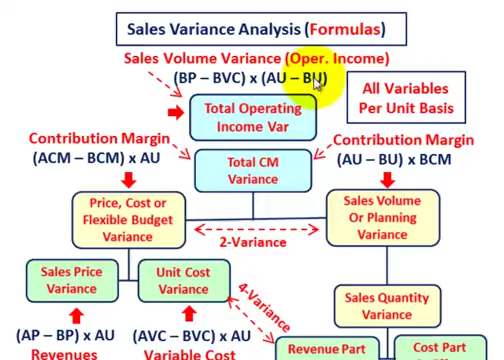 Sales Variance Analysis (Formulas)
Sales Volume Variance (Oper. Income)
(BP – BVC) x (AU – BU)
All Variables
Per Unit Basis
Total Operating
Income Var
Contribution Margin
(ACM – BCM) x AU
Contribution Margin
(AU – BU) x BCM
Total CM
Variance
Price, Cost or
Flexible Budget
Variance
Sales Volume
Or Planning
Variance
2-Variance
Sales Price
Variance
Unit Cost
Variance
4-Variance
Sales Quantity
Variance
(AP – BP) x AU
Revenues
(AVC – BVC) x AU
Variable Cost
Revenue Part
Cost Part